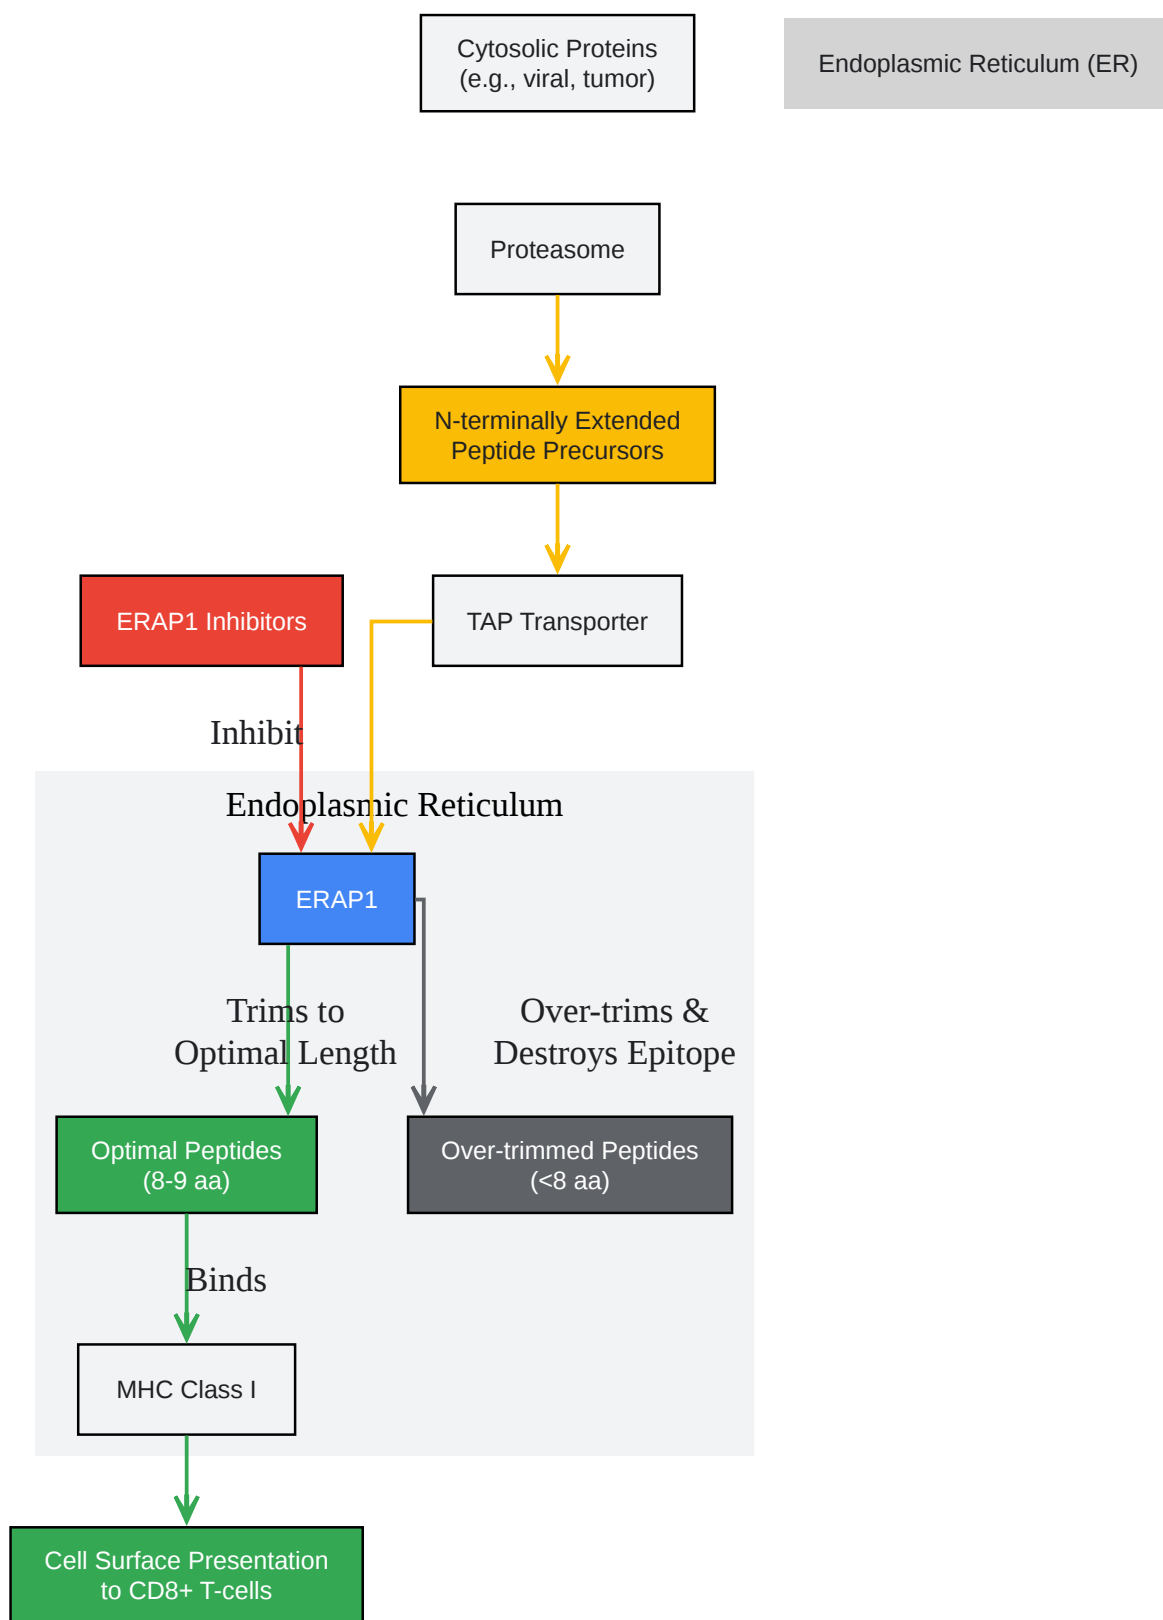 Cytosolic Proteins
(e.g., viral, tumor)
Endoplasmic Reticulum (ER)
Proteasome
N-terminally Extended
Peptide Precursors
ERAP1 Inhibitors
TAP Transporter
Inhibit
Endoplasmic Reticulum
ERAP1
Trims to
Optimal Length
Over-trims &
Destroys Epitope
Optimal Peptides
(8-9 aa)
Over-trimmed Peptides
(<8 aa)
Binds
MHC Class I
Cell Surface Presentation
to CD8+ T-cells